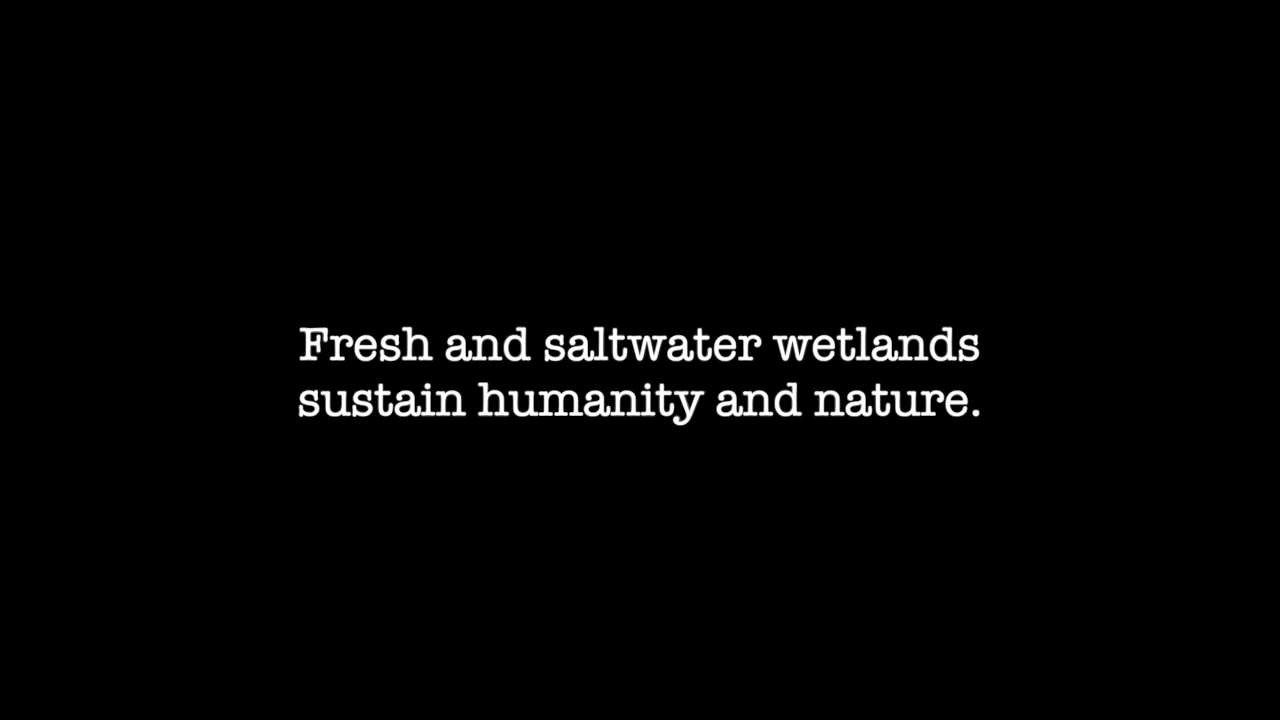 Fresh and saltwater wetlands
sustain humanity and nature.